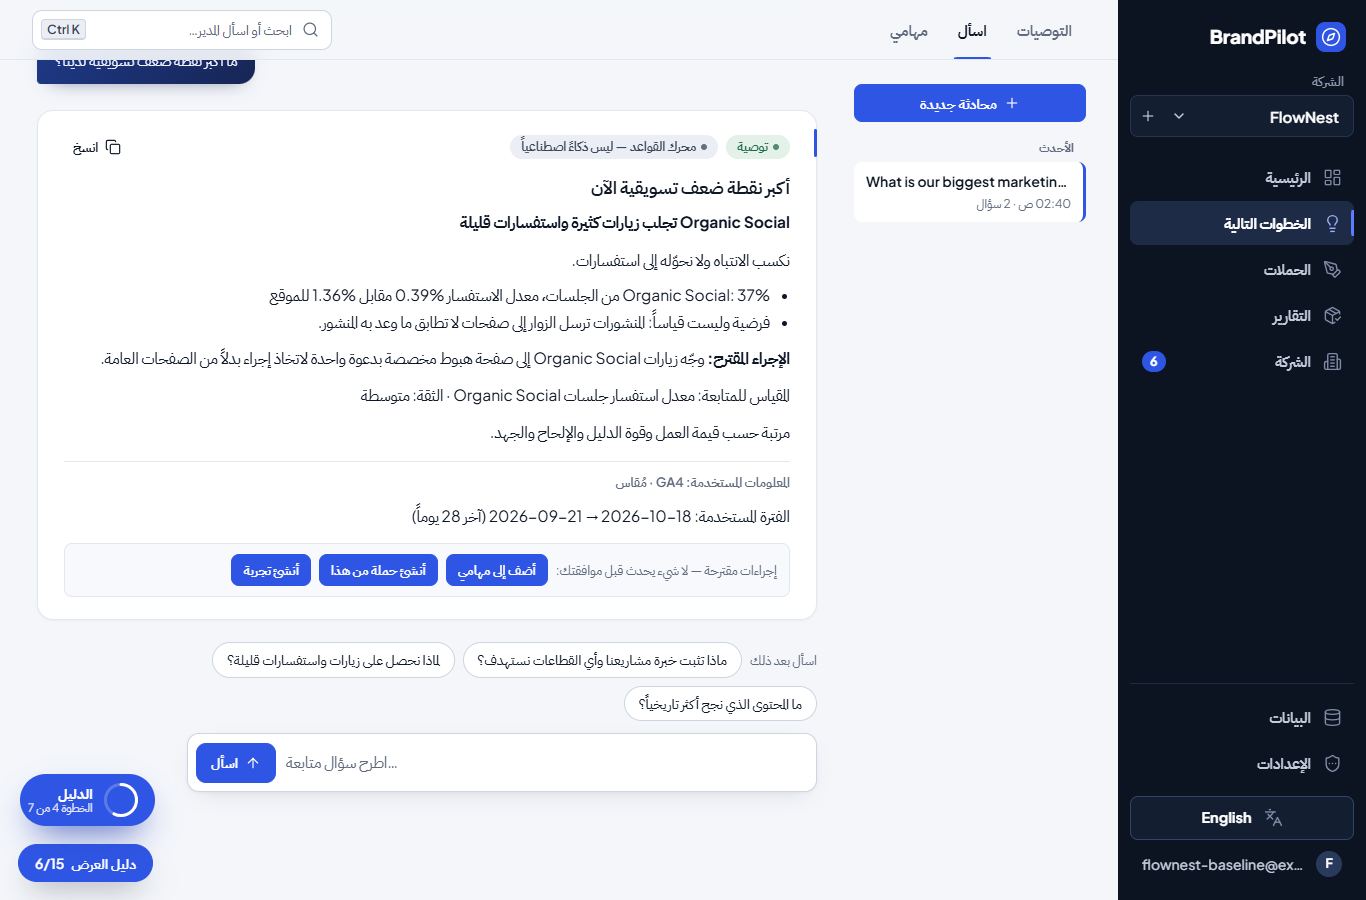 BrandPilot
الشركة
FlowNest
الرئيسية
الخطوات التالية
الحملات
التقارير
الشركة
6
البيانات
الإعدادات
English
F
flownest-baseline@ex...
التوصيات
اسأل
مهامي
ابحث أو اسأل المدير...
Ctrl K
محادثة جديدة
الأحدث
What is our biggest marketin...
02:40 ص · 2 سؤال
ما أكبر نقطة ضعف تسويقية لدينا؟
توصية
محرك القواعد — ليس ذكاءً اصطناعياً
انسخ
أكبر نقطة ضعف تسويقية الآن
Organic Social تجلب زيارات كثيرة واستفسارات قليلة
نكسب الانتباه ولا نحوّله إلى استفسارات.
Organic Social: 37% من الجلسات، معدل الاستفسار 0.39% مقابل 1.36% للموقع
فرضية وليست قياساً: المنشورات ترسل الزوار إلى صفحات لا تطابق ما وعد به المنشور.
الإجراء المقترح: وجّه زيارات Organic Social إلى صفحة هبوط مخصصة بدعوة واحدة لاتخاذ إجراء بدلاً من الصفحات العامة.
المقياس للمتابعة: معدل استفسار جلسات Organic Social · الثقة: متوسطة
مرتبة حسب قيمة العمل وقوة الدليل والإلحاح والجهد.
المعلومات المستخدمة: GA4 · مُقاس
الفترة المستخدمة: 2026-09-21 → 2026-10-18 (آخر 28 يوماً)
إجراءات مقترحة — لا شيء يحدث قبل موافقتك:
أضف إلى مهامي
أنشئ حملة من هذا
أنشئ تجربة
اسأل بعد ذلك
ماذا تثبت خبرة مشاريعنا وأي القطاعات نستهدف؟
لماذا نحصل على زيارات واستفسارات قليلة؟
ما المحتوى الذي نجح أكثر تاريخياً؟
اطرح سؤال متابعة...
اسأل
الدليل
الخطوة 4 من 7
دليل العرض 6/15